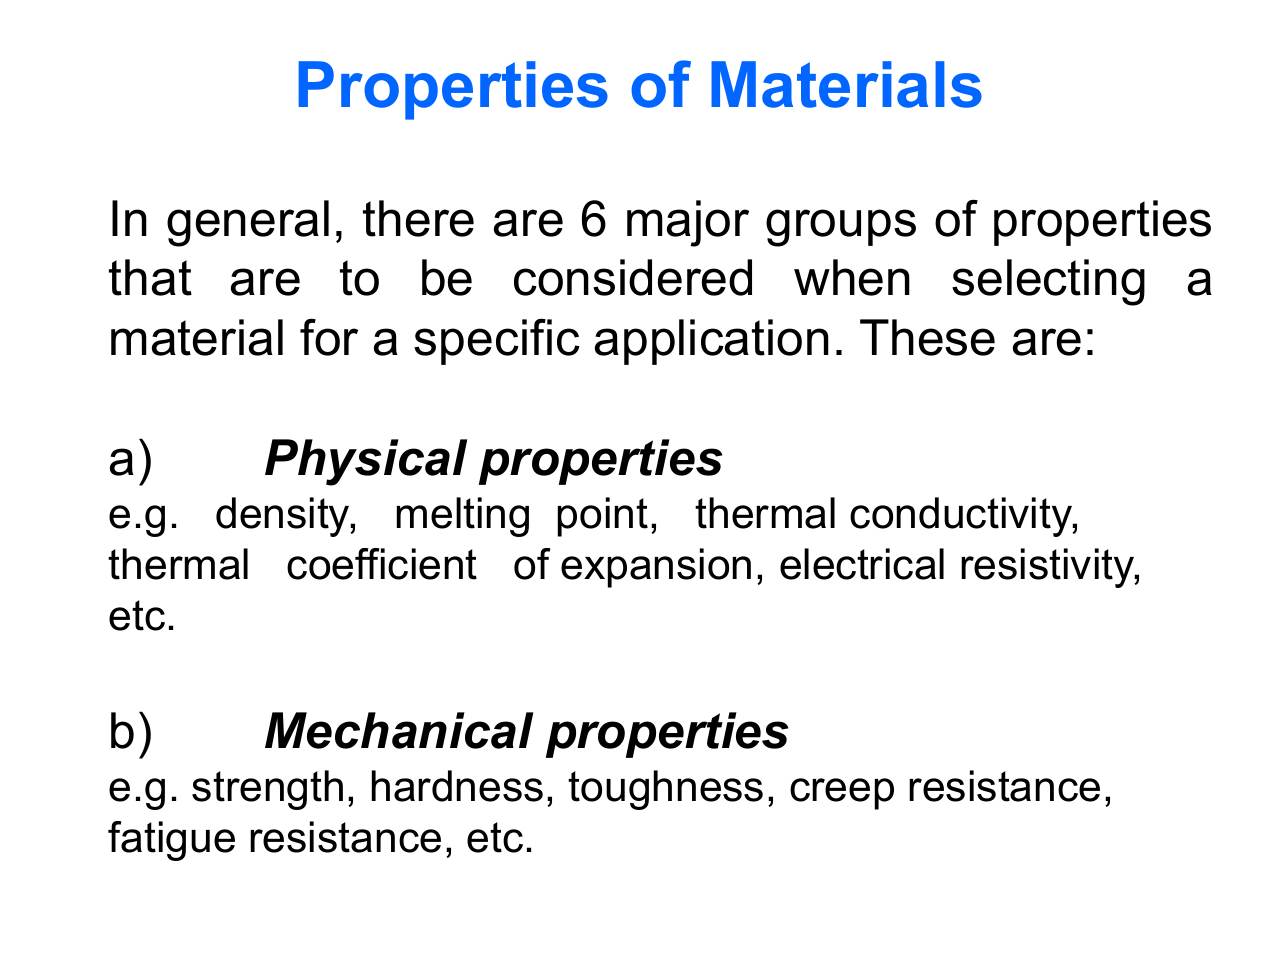 Properties of Materials
In general, there are 6 major groups of properties
that are to be considered when selecting a
material for a specific application. These are:
a) Physical properties
e.g. density, melting point, thermal conductivity,
thermal coefficient of expansion, electrical resistivity,
etc.
b) Mechanical properties
e.g. strength, hardness, toughness, creep resistance,
fatigue resistance, etc.